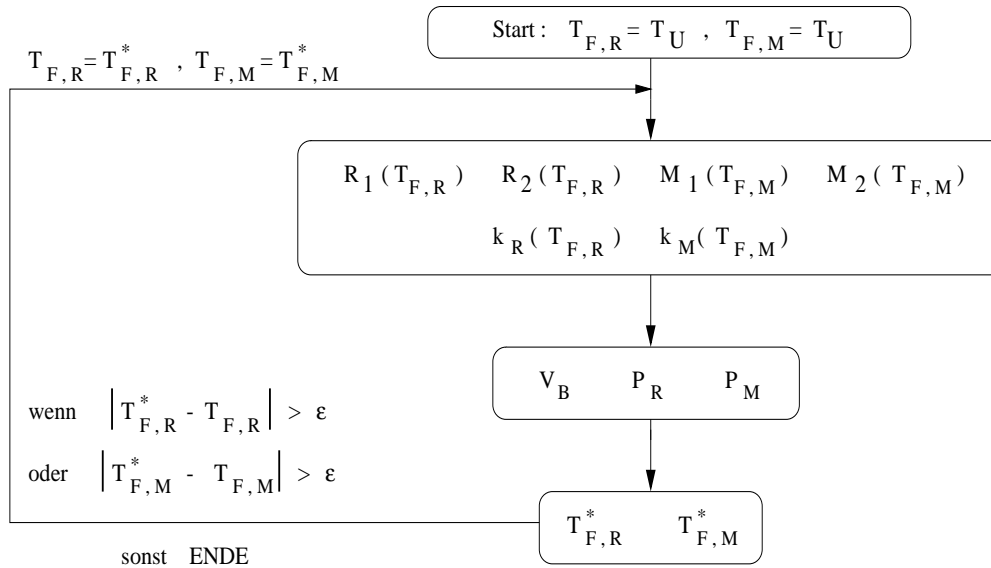 Start : T_{F,R} = T_U , T_{F,M} = T_U
T_{F,R} = T^*_{F,R} , T_{F,M} = T^*_{F,M}
R_1 ( T_{F,R} ) R_2 ( T_{F,R} ) M_1 ( T_{F,M} ) M_2 ( T_{F,M} )
k_R ( T_{F,R} ) k_M ( T_{F,M} )
V_B P_R P_M
wenn | T^*_{F,R} - T_{F,R} | > ε
oder | T^*_{F,M} - T_{F,M} | > ε
T^*_{F,R} T^*_{F,M}
sonst ENDE